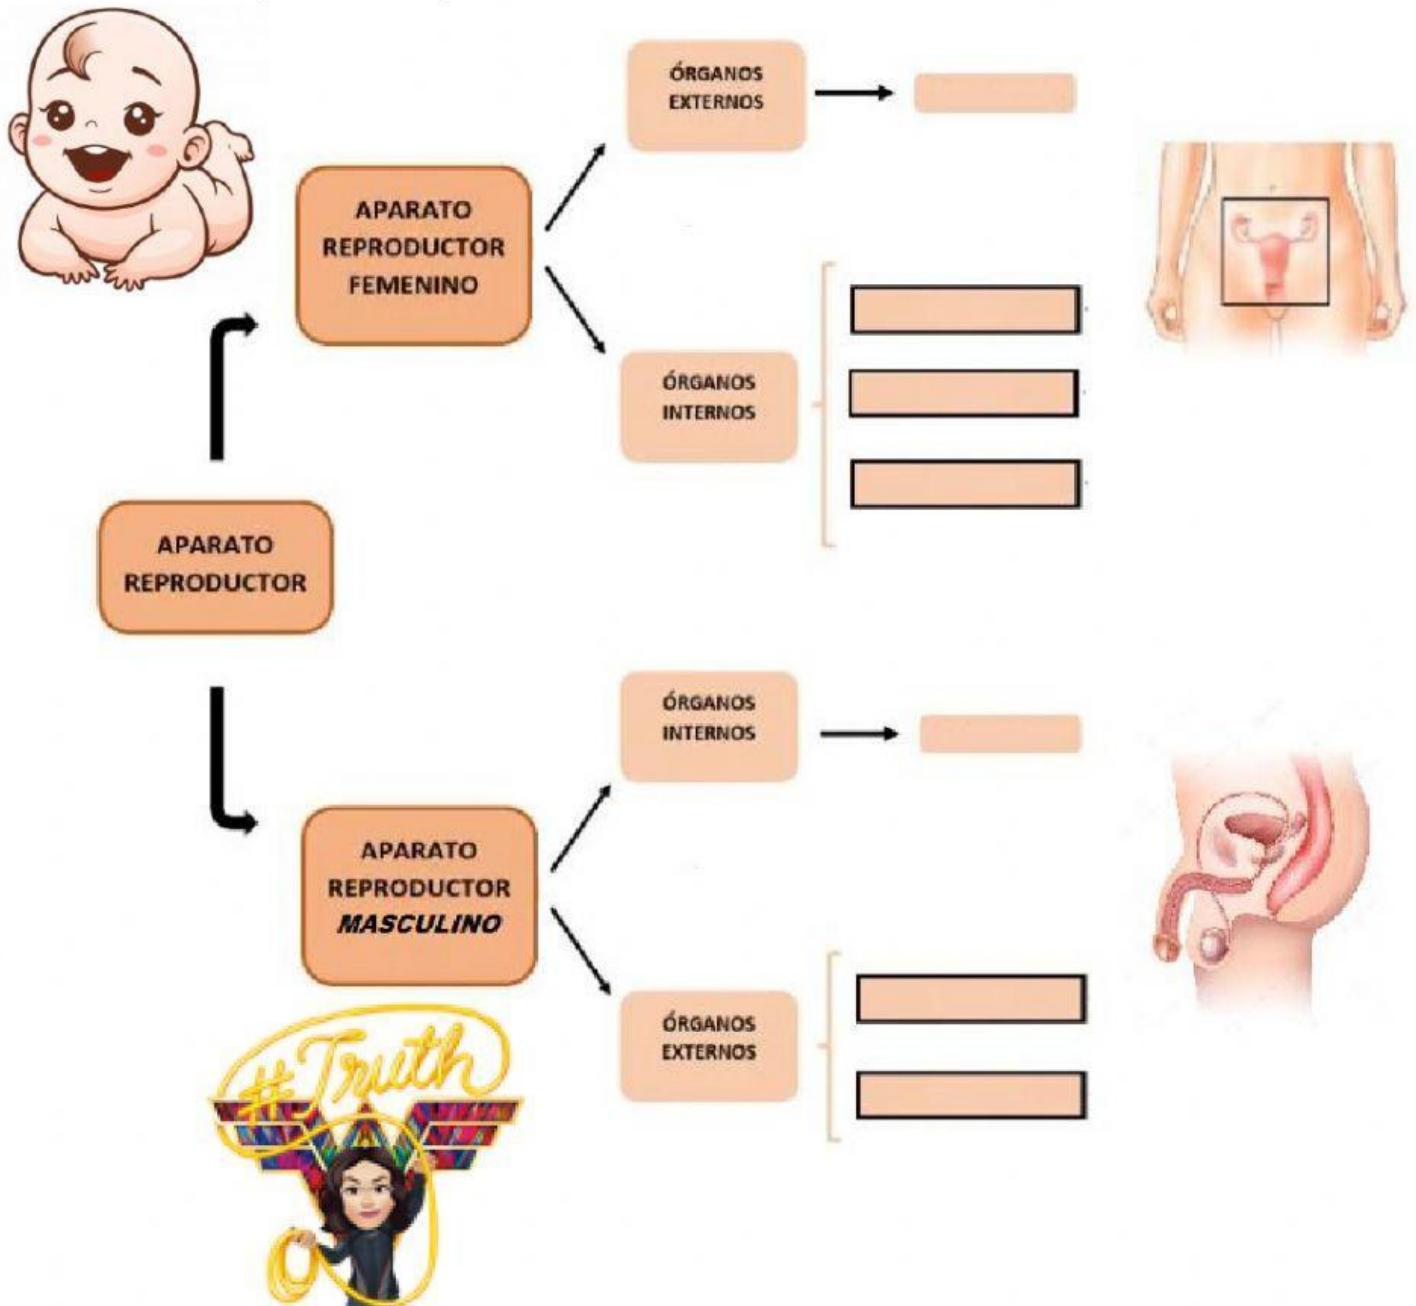 ÓRGANOS
EXTERNOS
APARATO
REPRODUCTOR
FEMENINO
ÓRGANOS
INTERNOS
APARATO
REPRODUCTOR
ÓRGANOS
INTERNOS
APARATO
REPRODUCTOR
MASCULINO
ÓRGANOS
EXTERNOS
#Truth